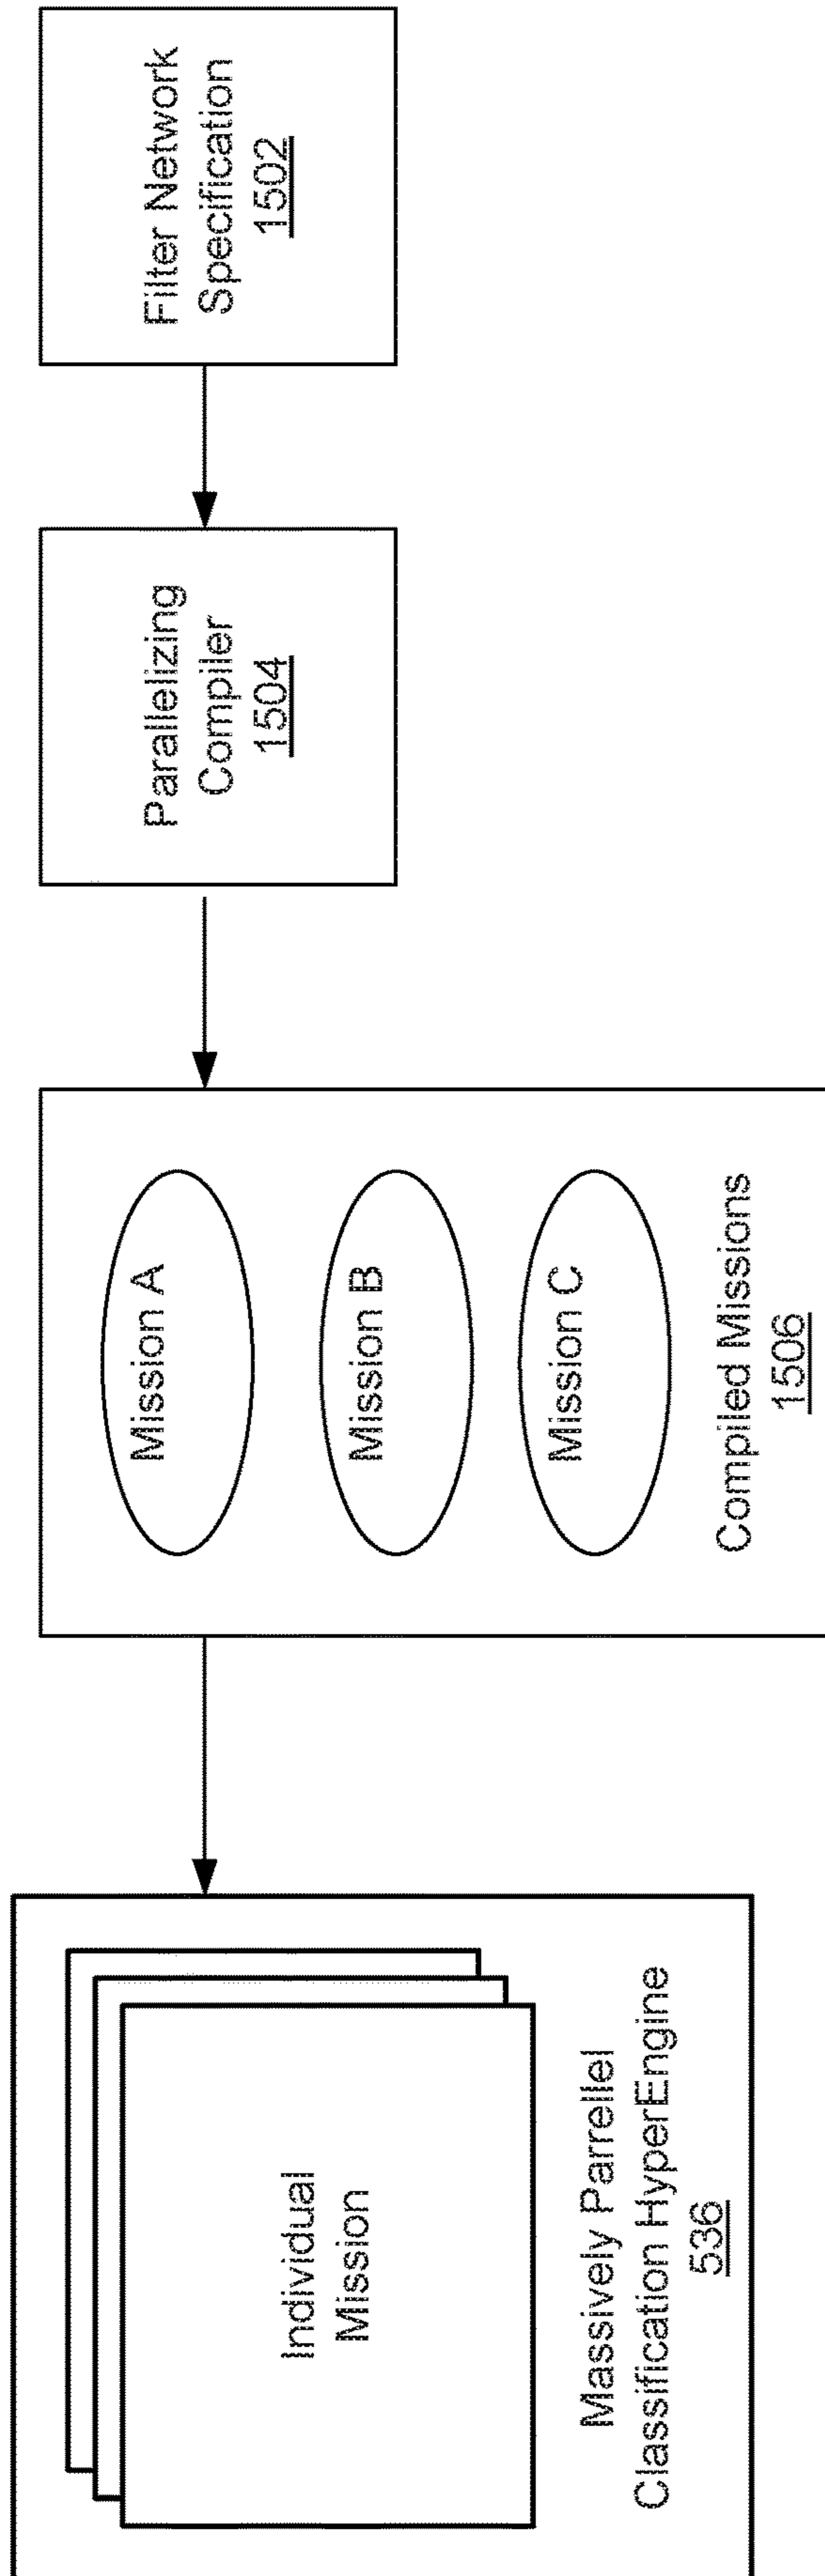 Filter Network
Specification
1502
Parallelizing
Compiler
1504
Mission A
Mission B
Mission C
Compiled Missions
1506
Individual
Mission
Massively Parrellel
Classification HyperEngine
536